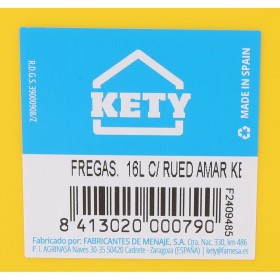 R.D.G.S. 39000908/Z
KETY
MADE IN SPAIN
FREGAS. 16L C/ RUED AMAR KE
8 413020 000790
F2409485
Fabricado por: FABRICANTES DE MENAJE, S.A. Ctra. Nac. 330, km 486
P. I. AGRINASA Naves 30-35 50420 Cadrete - Zaragoza (ESPAÑA) | kety@famesa.es